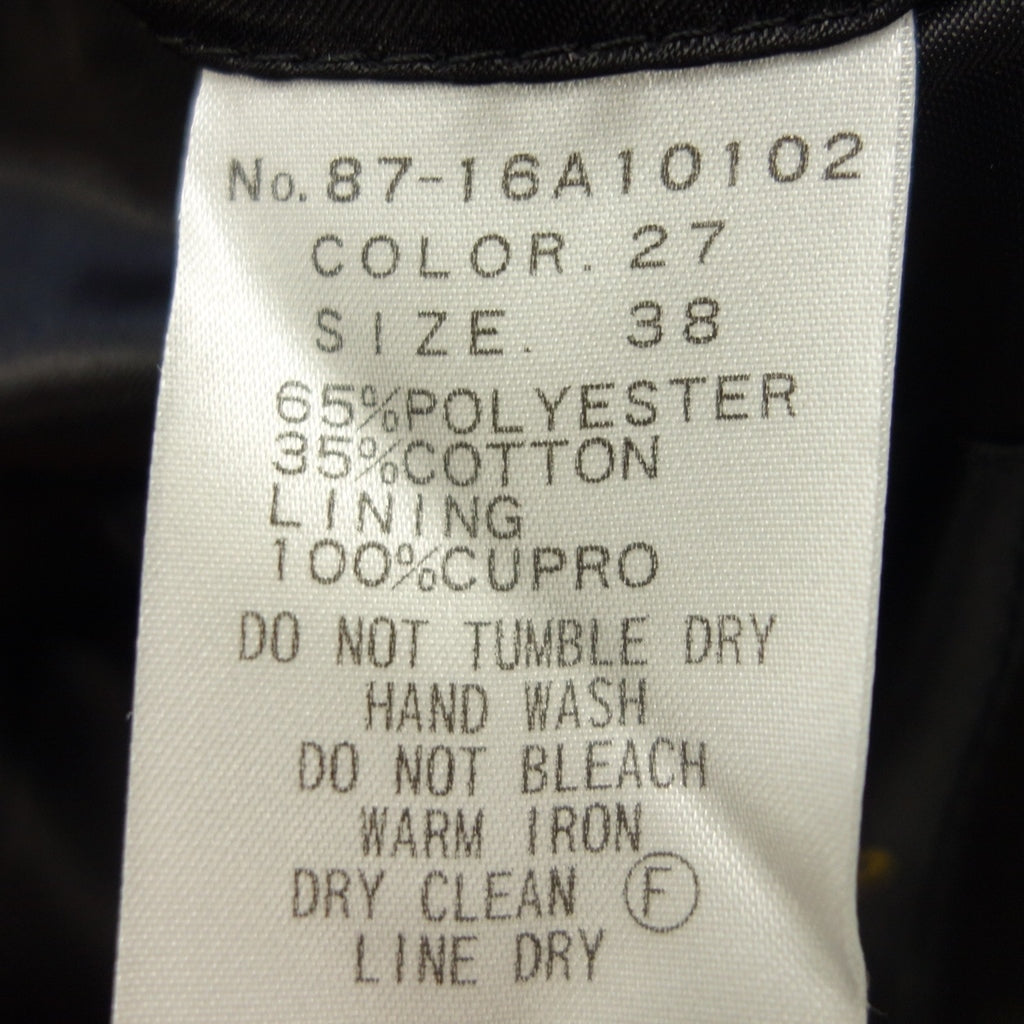 No. 87-16A10102
COLOR. 27
SIZE. 38
65%POLYESTER
35%COTTON
LINING
100%CUPRO
DO NOT TUMBLE DRY
HAND WASH
DO NOT BLEACH
WARM IRON
DRY CLEAN Ⓕ
LINE DRY